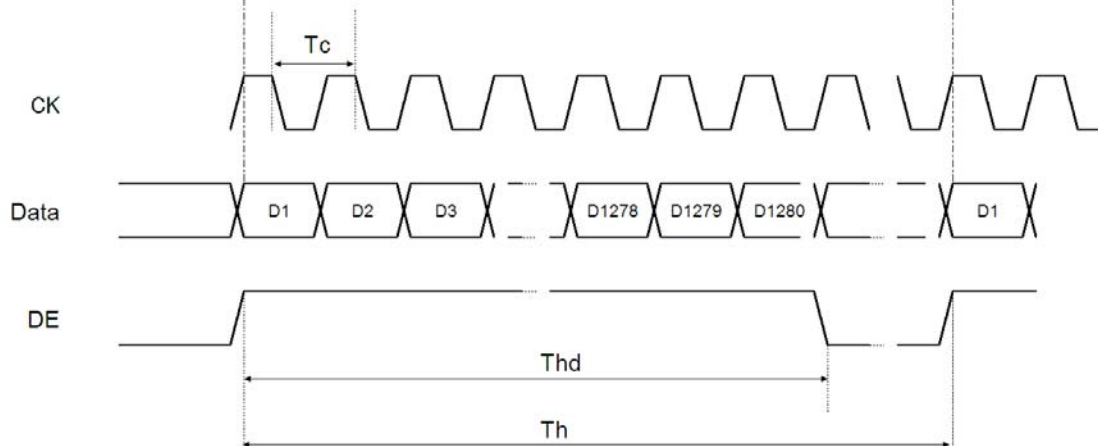 Tc
CK
Data D1 D2 D3 D1278 D1279 D1280 D1
DE
Thd
Th